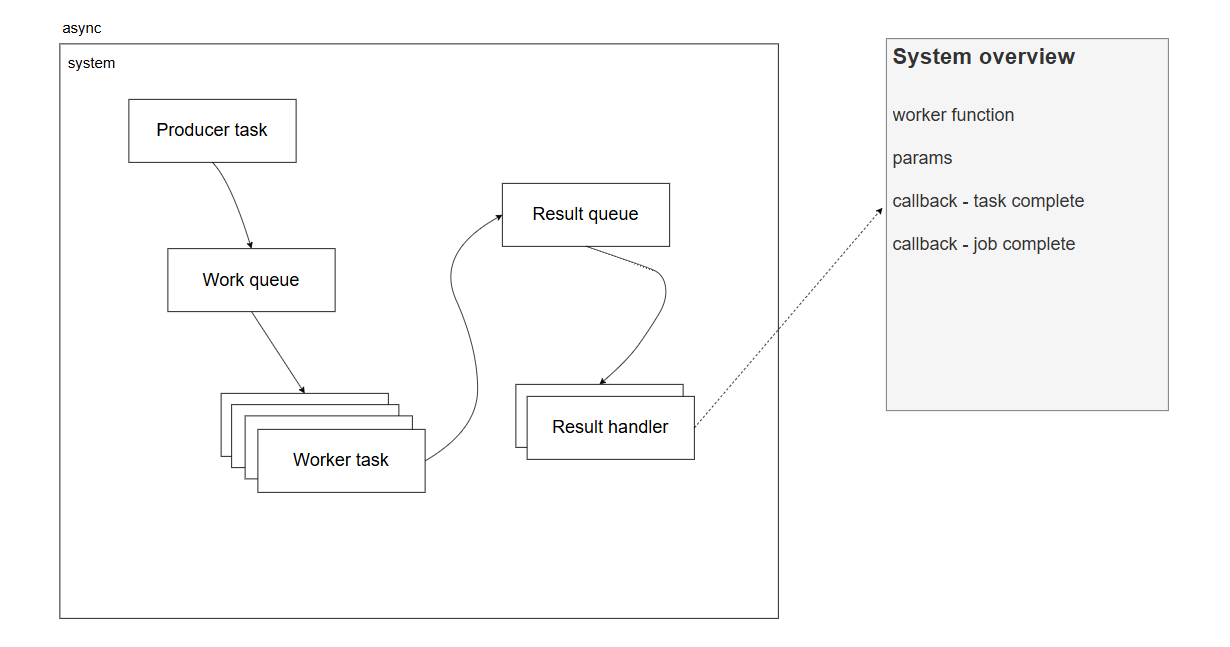 async
system
Producer task
Work queue
Worker task
Result queue
Result handler
System overview
worker function
params
callback - task complete
callback - job complete